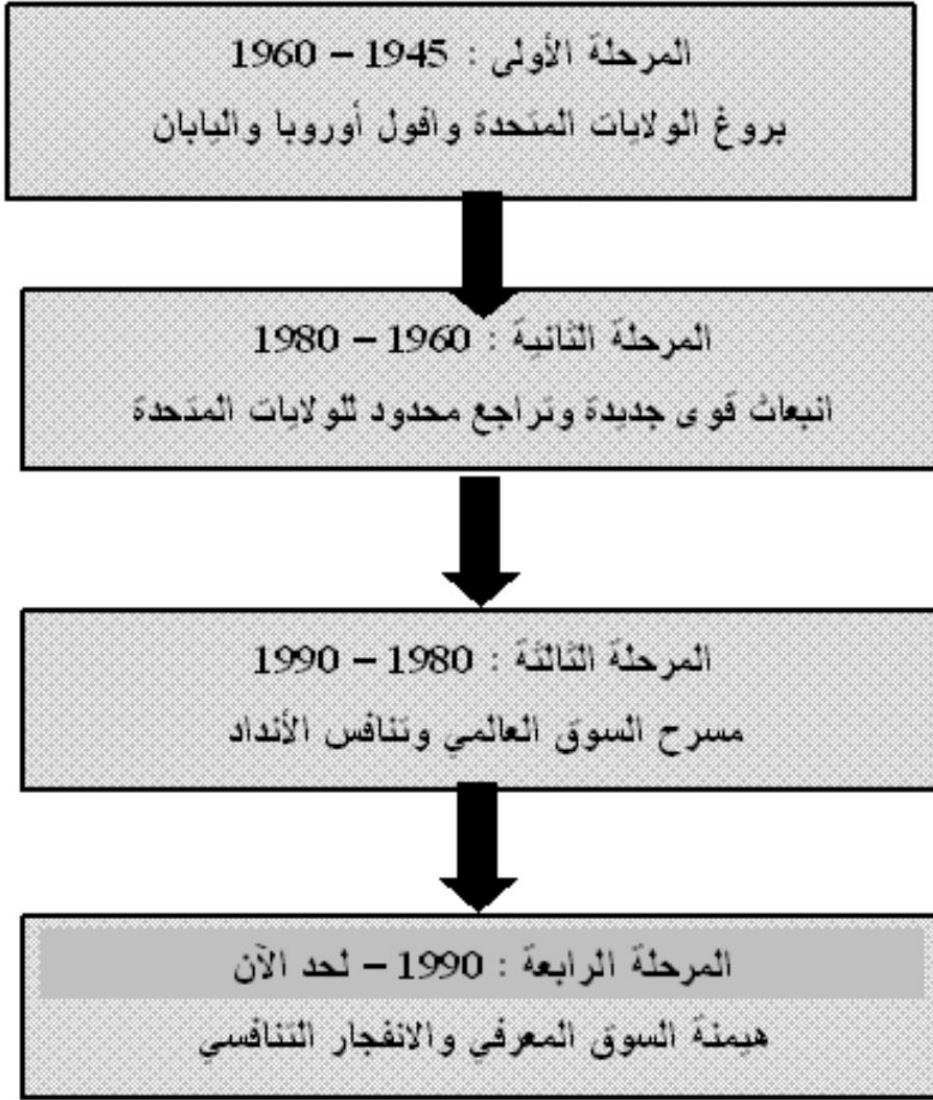 المرحلة الأولى : 1945 – 1960
بروغ الولايات المتحدة وافول أوروبا واليابان
المرحلة الثانية : 1960 – 1980
انبعاث قوى جديدة وتراجع محدود للولايات المتحدة
المرحلة الثالثة : 1980 – 1990
مسرح السوق العالمي وتنافس الأنداد
المرحلة الرابعة : 1990 – لحد الآن
هيمنة السوق المعرفي والانفجار التنافسي